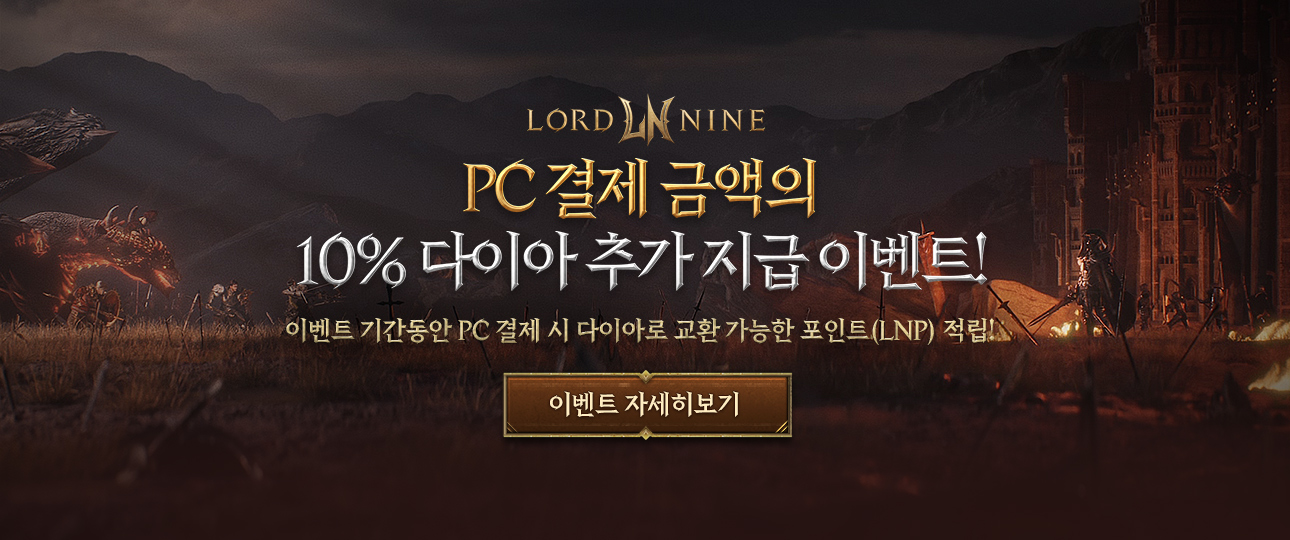 LORD LN NINE
PC 결제 금액의
10% 다이아 추가 지급 이벤트!
이벤트 기간동안 PC 결제 시 다이아로 교환 가능한 포인트(LNP) 적립!
이벤트 자세히보기